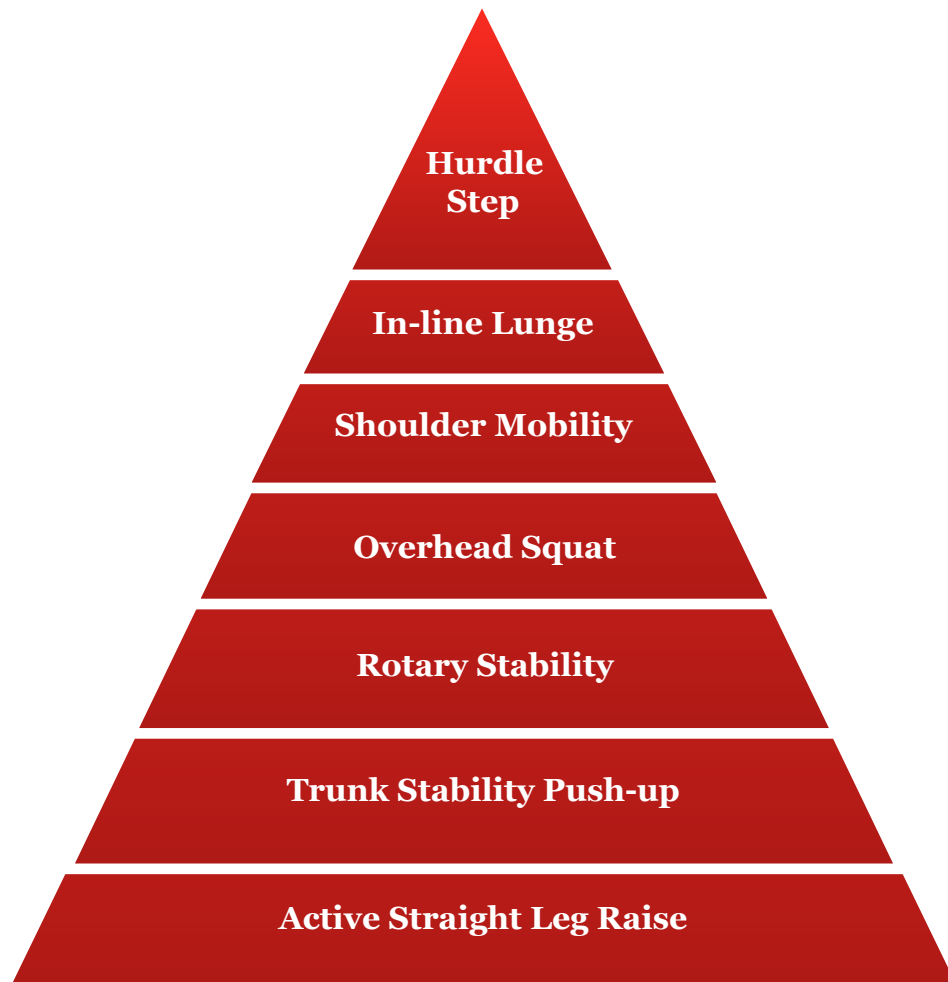 Hurdle
Step
In-line Lunge
Shoulder Mobility
Overhead Squat
Rotary Stability
Trunk Stability Push-up
Active Straight Leg Raise